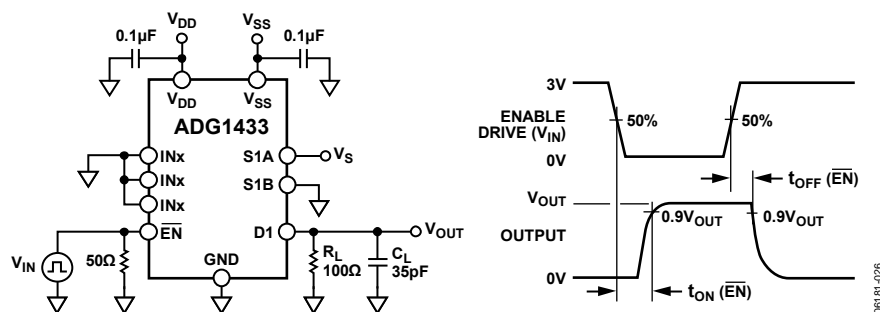 VDD
VSS
0.1µF
0.1µF
VDD
VSS
ADG1433
INx
INx
INx
EN
S1A
VS
S1B
D1
VOUT
GND
VIN
50Ω
RL
100Ω
CL
35pF
3V
ENABLE
DRIVE (VIN)
50%
50%
0V
tOFF (EN)
VOUT
0.9VOUT
0.9VOUT
OUTPUT
0V
tON (EN)
06181-026